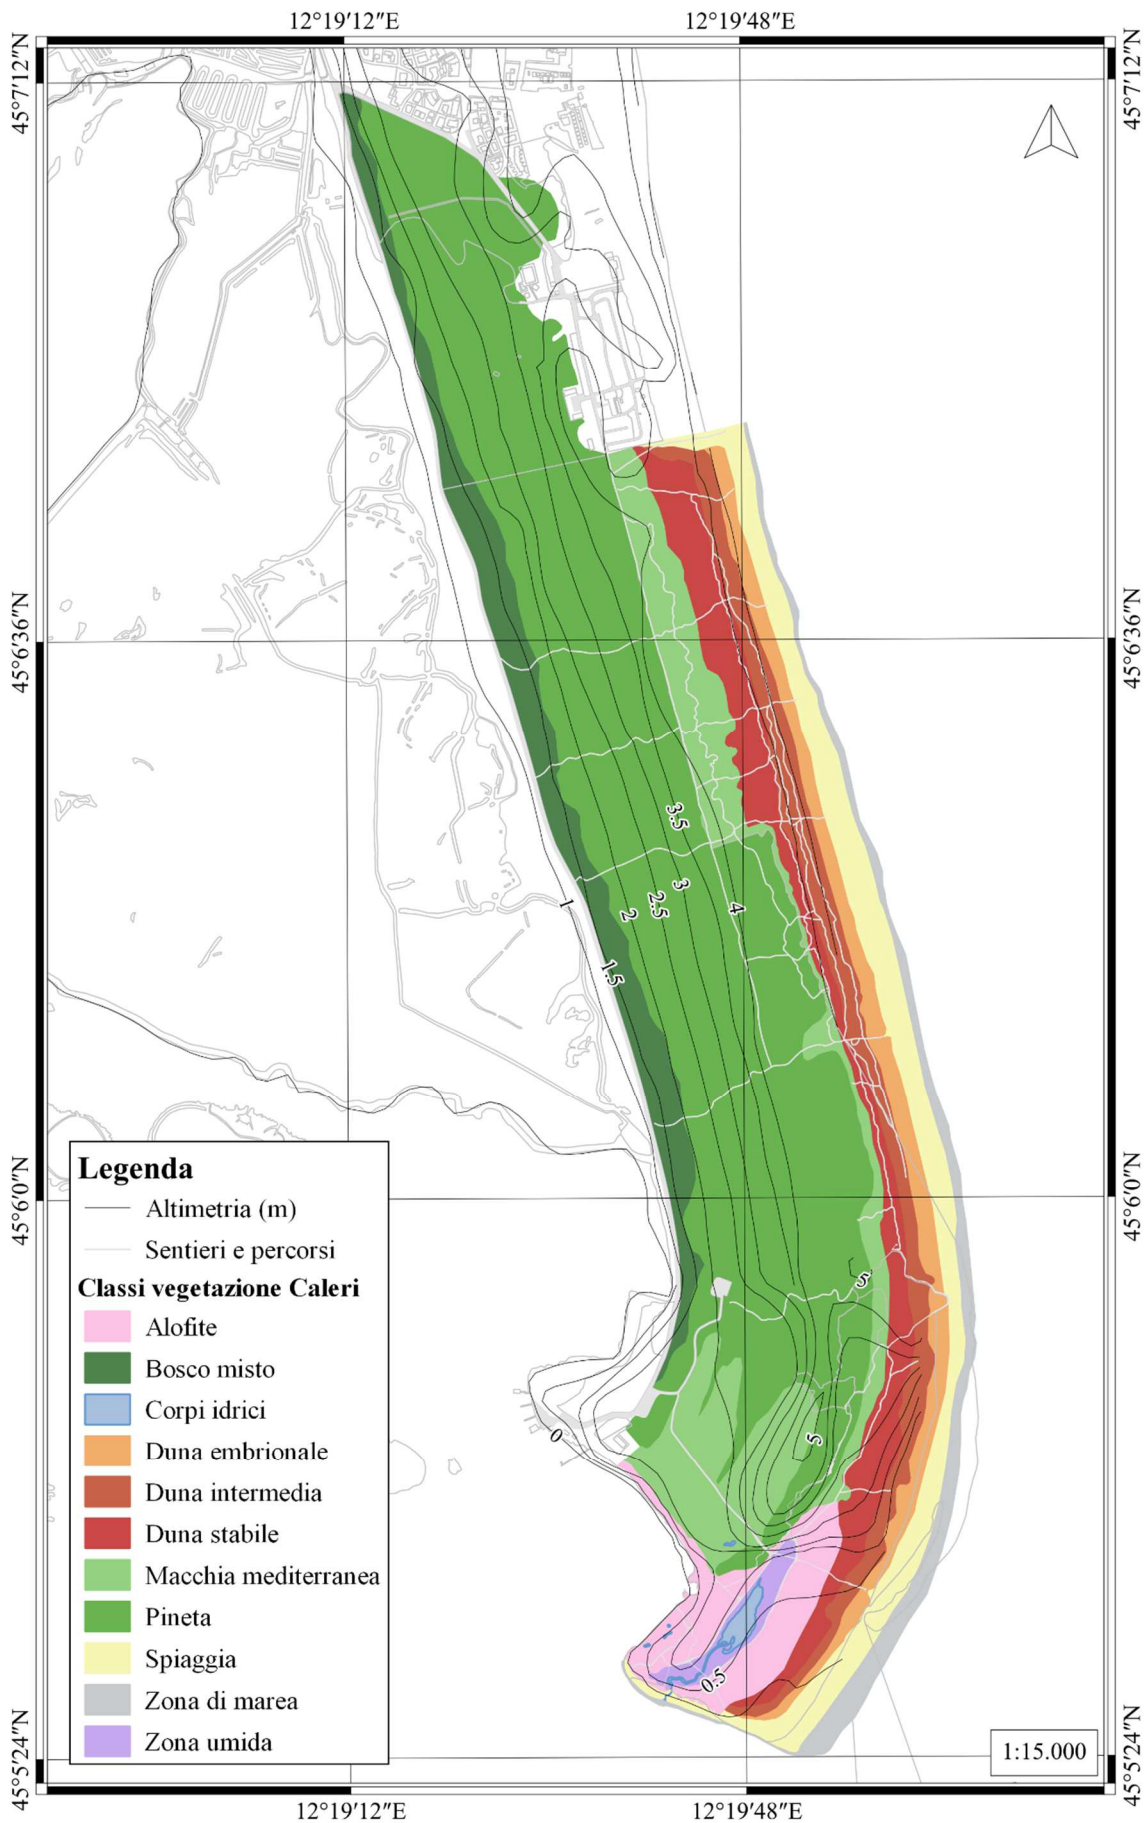 12°19′12″E
12°19′48″E
45°7′12″N
45°7′12″N
45°6′36″N
45°6′36″N
3.5
3
2.5
2
4
1
1.5
Legenda
Altimetria (m)
Sentieri e percorsi
Classi vegetazione Caleri
Alofite
Bosco misto
Corpi idrici
Duna embrionale
Duna intermedia
Duna stabile
Macchia mediterranea
Pineta
Spiaggia
Zona di marea
Zona umida
45°6′0″N
45°6′0″N
5
5
0
0.5
1:15.000
45°5′24″N
45°5′24″N
12°19′12″E
12°19′48″E